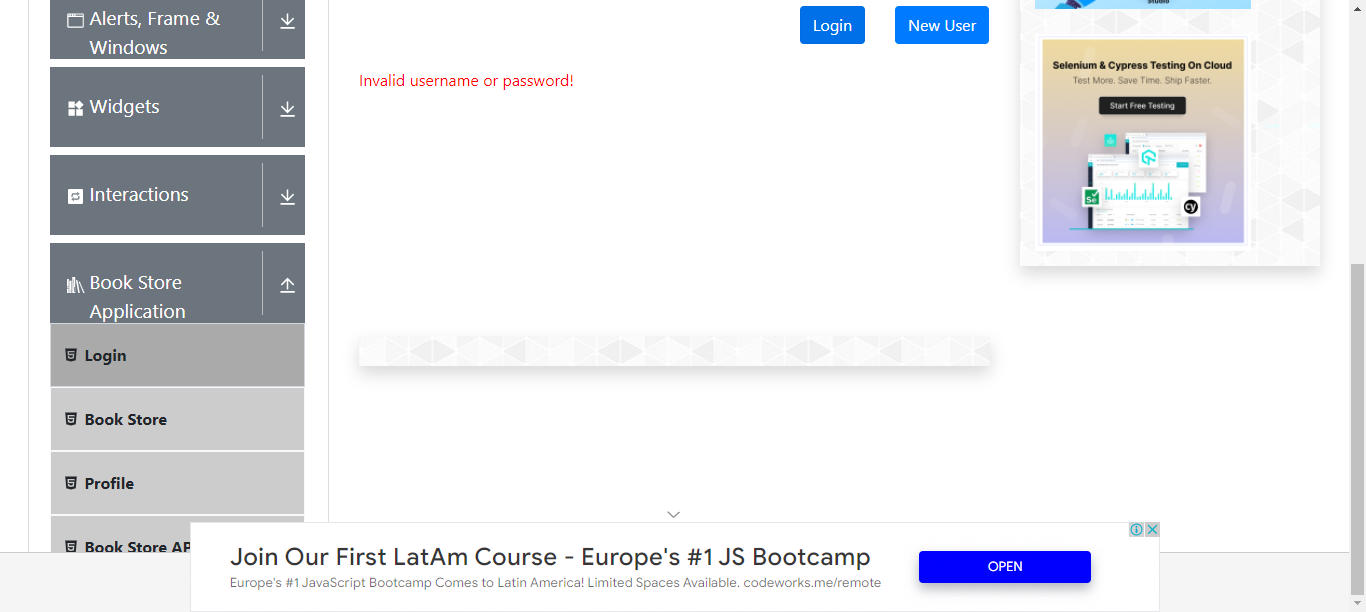 Alerts, Frame &
Windows
Widgets
Interactions
Book Store
Application
Login
Book Store
Profile
Book Store AP
Login
New User
Invalid username or password!
Studio
Selenium & Cypress Testing On Cloud
Test More. Save Time. Ship Faster.
Start Free Testing
Se
cy
Join Our First LatAm Course - Europe's #1 JS Bootcamp
Europe's #1 JavaScript Bootcamp Comes to Latin America! Limited Spaces Available. codeworks.me/remote
OPEN